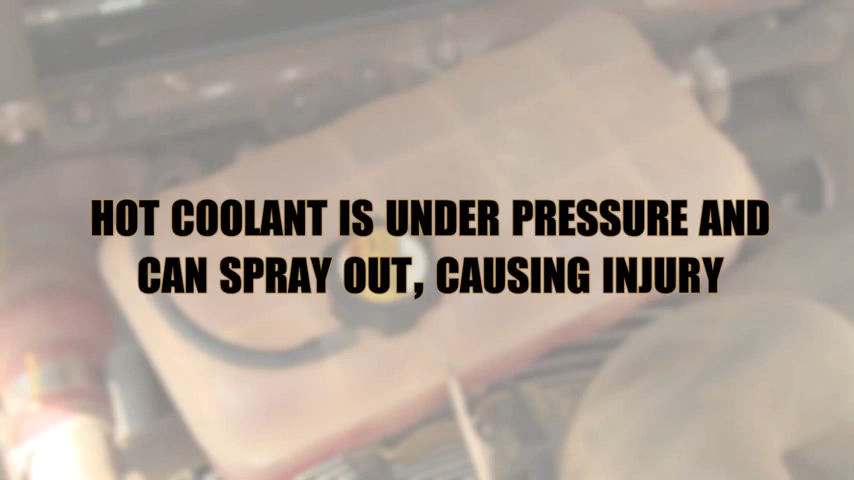 HOT COOLANT IS UNDER PRESSURE AND
CAN SPRAY OUT, CAUSING INJURY